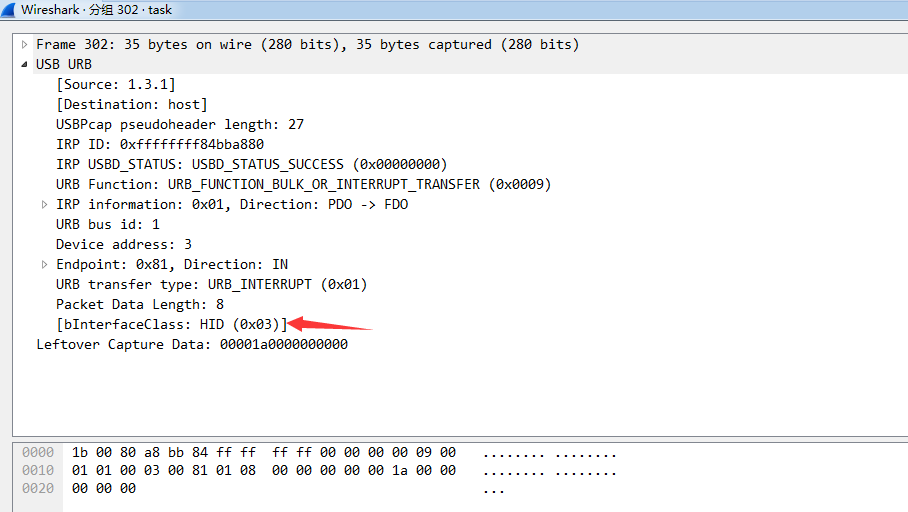 Wireshark · 分组 302 · task
Frame 302: 35 bytes on wire (280 bits), 35 bytes captured (280 bits)
USB URB
[Source: 1.3.1]
[Destination: host]
USBPcap pseudoheader length: 27
IRP ID: 0xffffffff84bba880
IRP USBD_STATUS: USBD_STATUS_SUCCESS (0x00000000)
URB Function: URB_FUNCTION_BULK_OR_INTERRUPT_TRANSFER (0x0009)
IRP information: 0x01, Direction: PDO -> FDO
URB bus id: 1
Device address: 3
Endpoint: 0x81, Direction: IN
URB transfer type: URB_INTERRUPT (0x01)
Packet Data Length: 8
[bInterfaceClass: HID (0x03)]
Leftover Capture Data: 00001a0000000000
0000 1b 00 80 a8 bb 84 ff ff ff ff 00 00 00 00 09 00 ........ ........
0010 01 01 00 03 00 81 01 08 00 00 00 00 00 1a 00 00 ........ ........
0020 00 00 00 ...